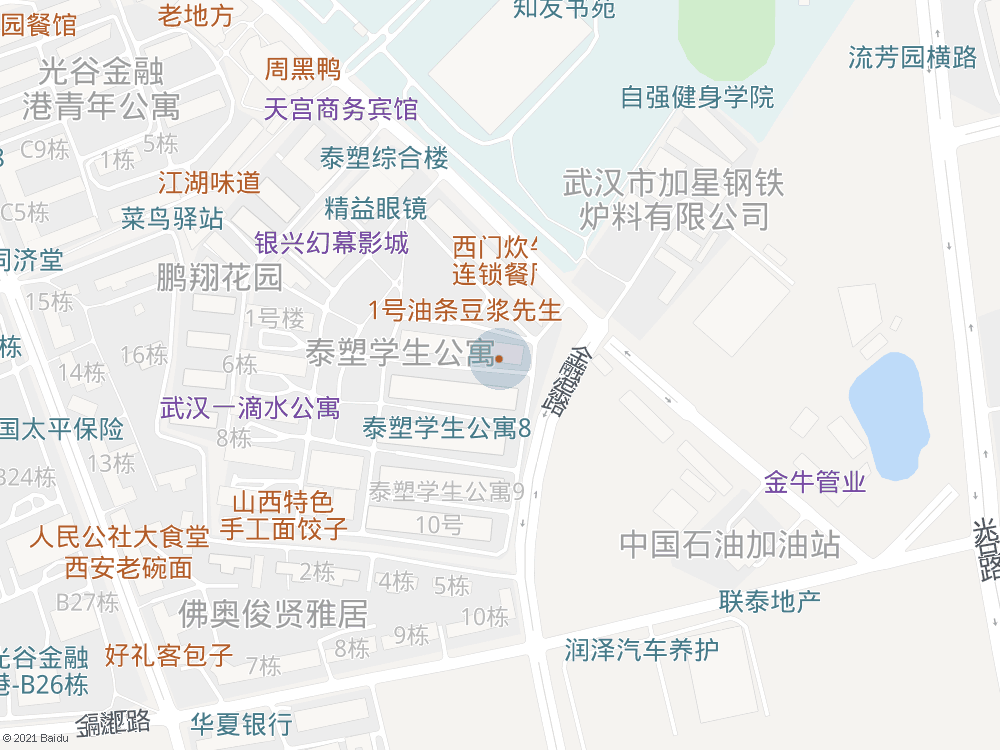 知友书苑
园餐馆
老地方
流芳园横路
光谷金融
港青年公寓
周黑鸭
自强健身学院
天宫商务宾馆
5栋
C9栋
1栋
泰塑综合楼
江湖味道
武汉市加星钢铁
炉料有限公司
C5栋
菜鸟驿站
精益眼镜
银兴幻幕影城
西门炊
连锁餐
同济堂
鹏翔花园
15栋
1号楼
1号油条豆浆先生
栋
16栋
6栋
泰塑学生公寓
14栋
武汉一滴水公寓
国太平保险
8栋
泰塑学生公寓8
13栋
B24栋
泰塑学生公寓9
金牛管业
山西特色
手工面饺子
10号
人民公社大食堂
西安老碗面
中国石油加油站
2栋
4栋
5栋
B27栋
佛奥俊贤雅居
10栋
联泰地产
9栋
8栋
7栋
好礼客包子
润泽汽车养护
光谷金融
港-B26栋
华夏银行
© 2021 Baidu